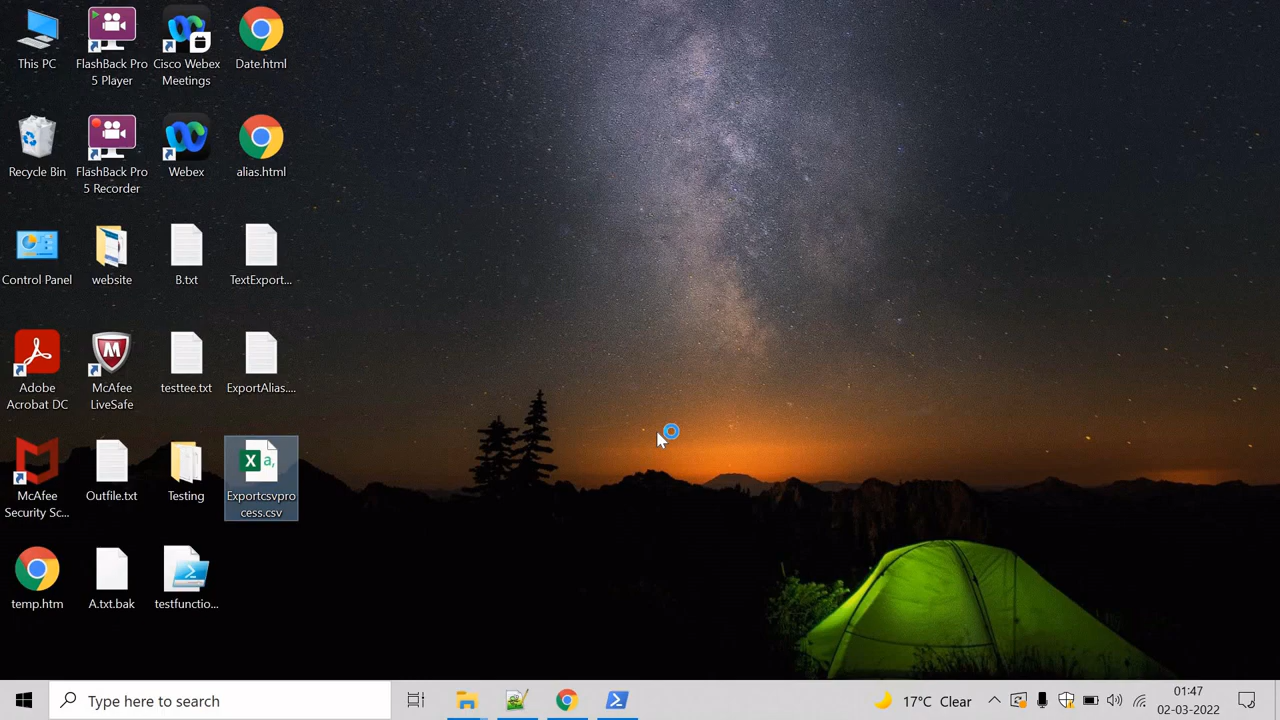 This PC
FlashBack Pro
5 Player
Cisco Webex
Meetings
Date.html
Recycle Bin
FlashBack Pro
5 Recorder
Webex
alias.html
Control Panel
website
B.txt
TextExport...
Adobe
Acrobat DC
McAfee
LiveSafe
testtee.txt
ExportAlias....
McAfee
Security Sc...
Outfile.txt
Testing
Exportcsvpro
cess.csv
temp.htm
A.txt.bak
testfunctio...
Type here to search
17°C Clear
01:47
02-03-2022